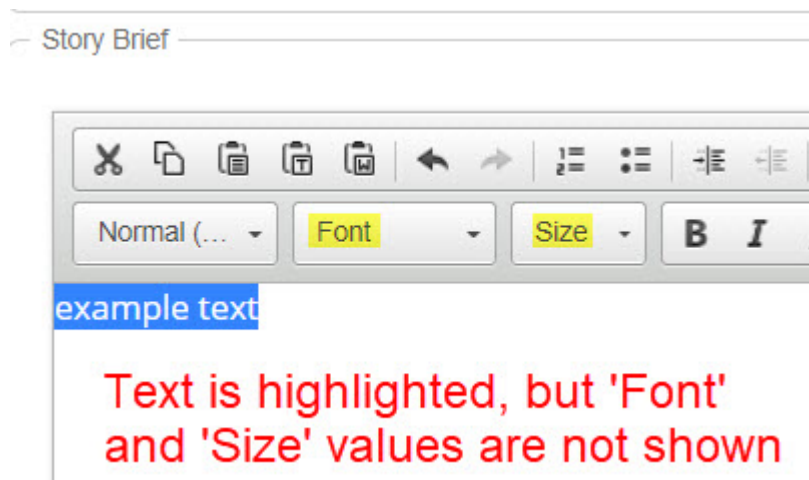 Story Brief
Normal (...
Font
Size
B I
example text
Text is highlighted, but 'Font'
and 'Size' values are not shown